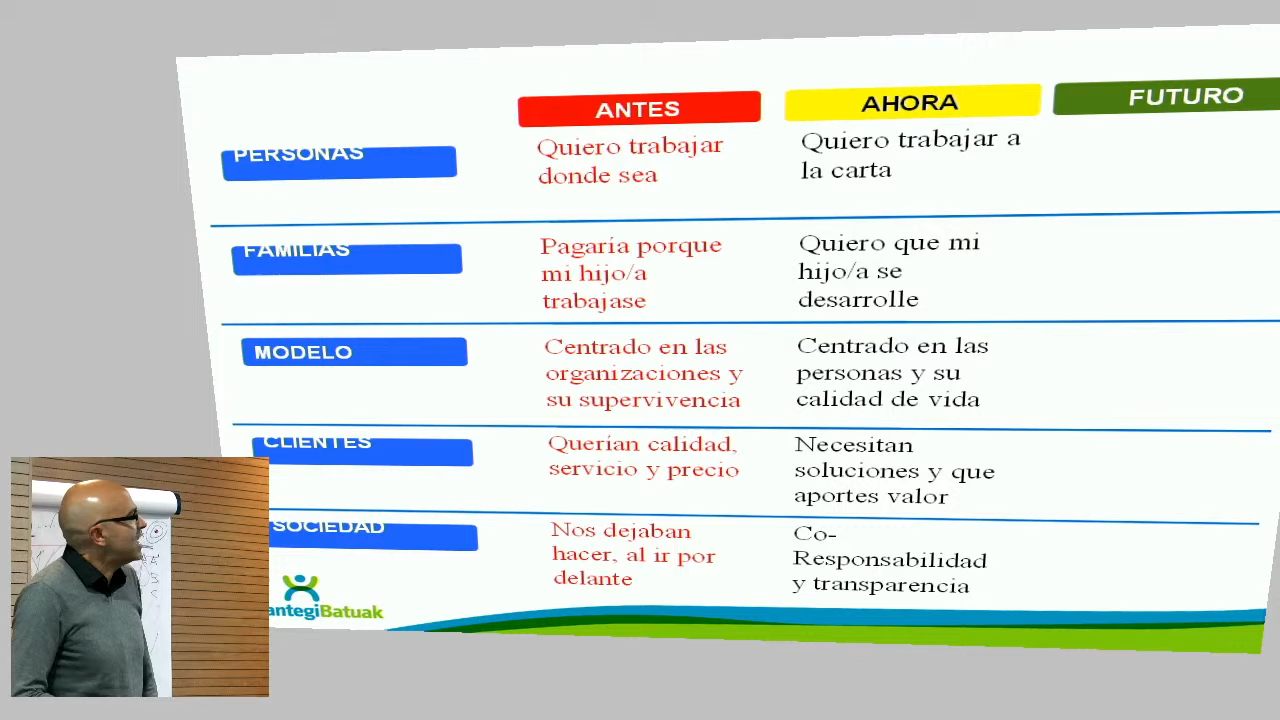 ANTES
AHORA
FUTURO
PERSONAS
Quiero trabajar
donde sea
Quiero trabajar a
la carta
FAMILIAS
Pagaría porque
mi hijo/a
trabajase
Quiero que mi
hijo/a se
desarrolle
MODELO
Centrado en las
organizaciones y
su supervivencia
Centrado en las
personas y su
calidad de vida
CLIENTES
Querían calidad,
servicio y precio
Necesitan
soluciones y que
aportes valor
SOCIEDAD
Nos dejaban
hacer, al ir por
delante
Co-
Responsabilidad
y transparencia
antegiBatuak